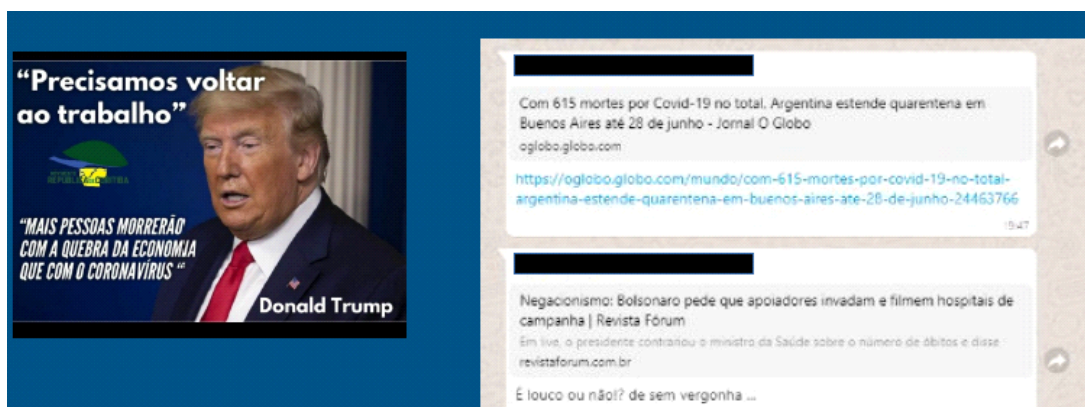 “Precisamos voltar
ao trabalho”
“MAIS PESSOAS MORRERÃO
COM A QUEBRA DA ECONOMIA
QUE COM O CORONAVÍRUS “
Donald Trump
Com 615 mortes por Covid-19 no total, Argentina estende quarentena em
Buenos Aires até 28 de junho - Jornal O Globo
oglobo.globo.com
https://oglobo.globo.com/mundo/com-615-mortes-por-covid-19-no-total-
argentina-estende-quarentena-em-buenos-aires-ate-28-de-junho-24463766
19:47
Negacionismo: Bolsonaro pede que apoiadores invadam e filmem hospitais de
campanha | Revista Fórum
Em live, o presidente contrariou o ministro da Saúde sobre o número de óbitos e disse
revistaforum.com.br
É louco ou não!? de sem vergonha ...